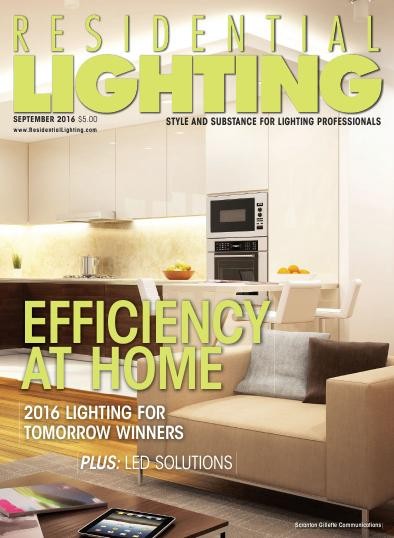 RESIDENTIAL
LIGHTING
SEPTEMBER 2016 $5.00
www.ResidentialLighting.com
STYLE AND SUBSTANCE FOR LIGHTING PROFESSIONALS
EFFICIENCY
AT HOME
2016 LIGHTING FOR
TOMORROW WINNERS
PLUS: LED SOLUTIONS
Scranton Gillette Communications